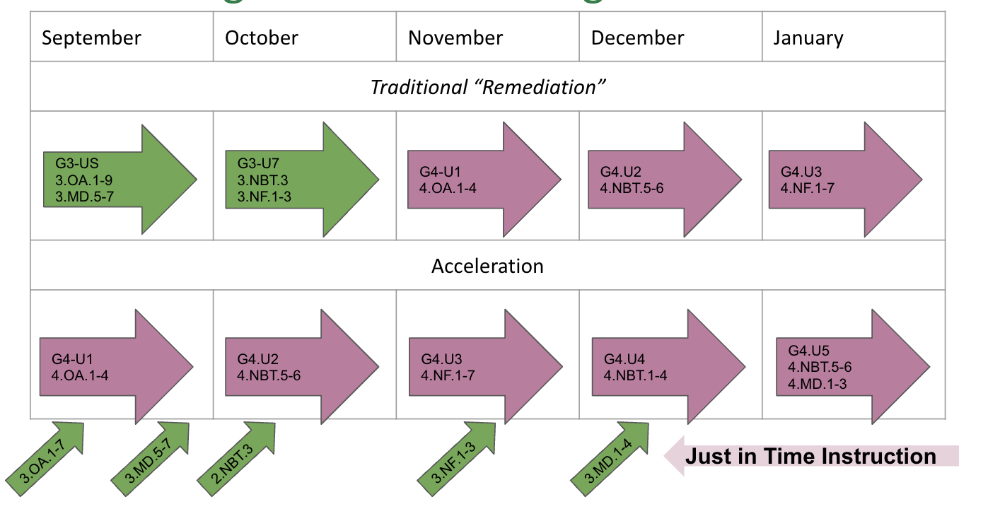 September
October
November
December
January
Traditional “Remediation”
G3-US
3.OA.1-9
3.MD.5-7
G3-U7
3.NBT.3
3.NF.1-3
G4-U1
4.OA.1-4
G4.U2
4.NBT.5-6
G4.U3
4.NF.1-7
Acceleration
G4-U1
4.OA.1-4
G4.U2
4.NBT.5-6
G4.U3
4.NF.1-7
G4.U4
4.NBT.1-4
G4.U5
4.NBT.5-6
4.MD.1-3
3.OA.1-7
3.MD.5-7
2.NBT.3
3.NF.1-3
3.MD.1-4
Just in Time Instruction